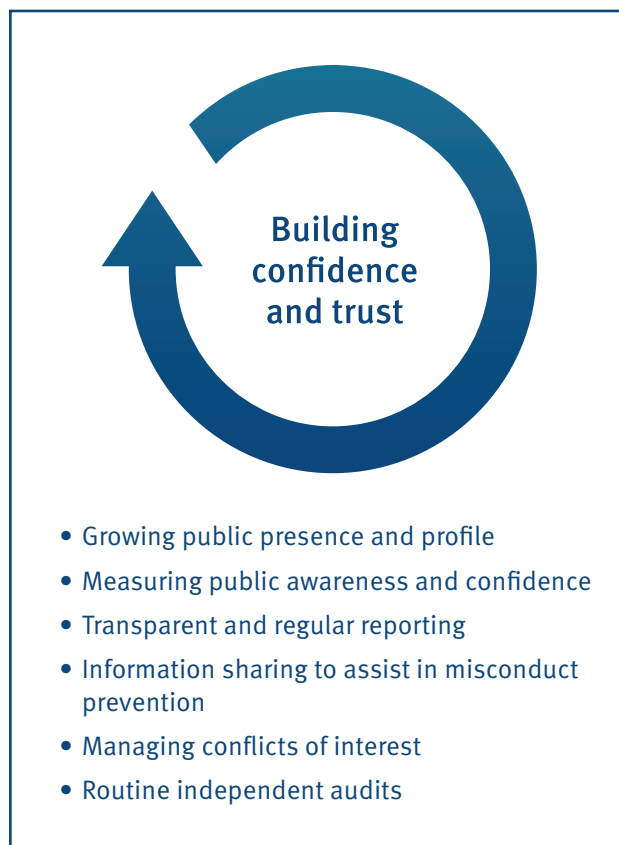 Building
confidence
and trust
• Growing public presence and profile
• Measuring public awareness and confidence
• Transparent and regular reporting
• Information sharing to assist in misconduct
prevention
• Managing conflicts of interest
• Routine independent audits